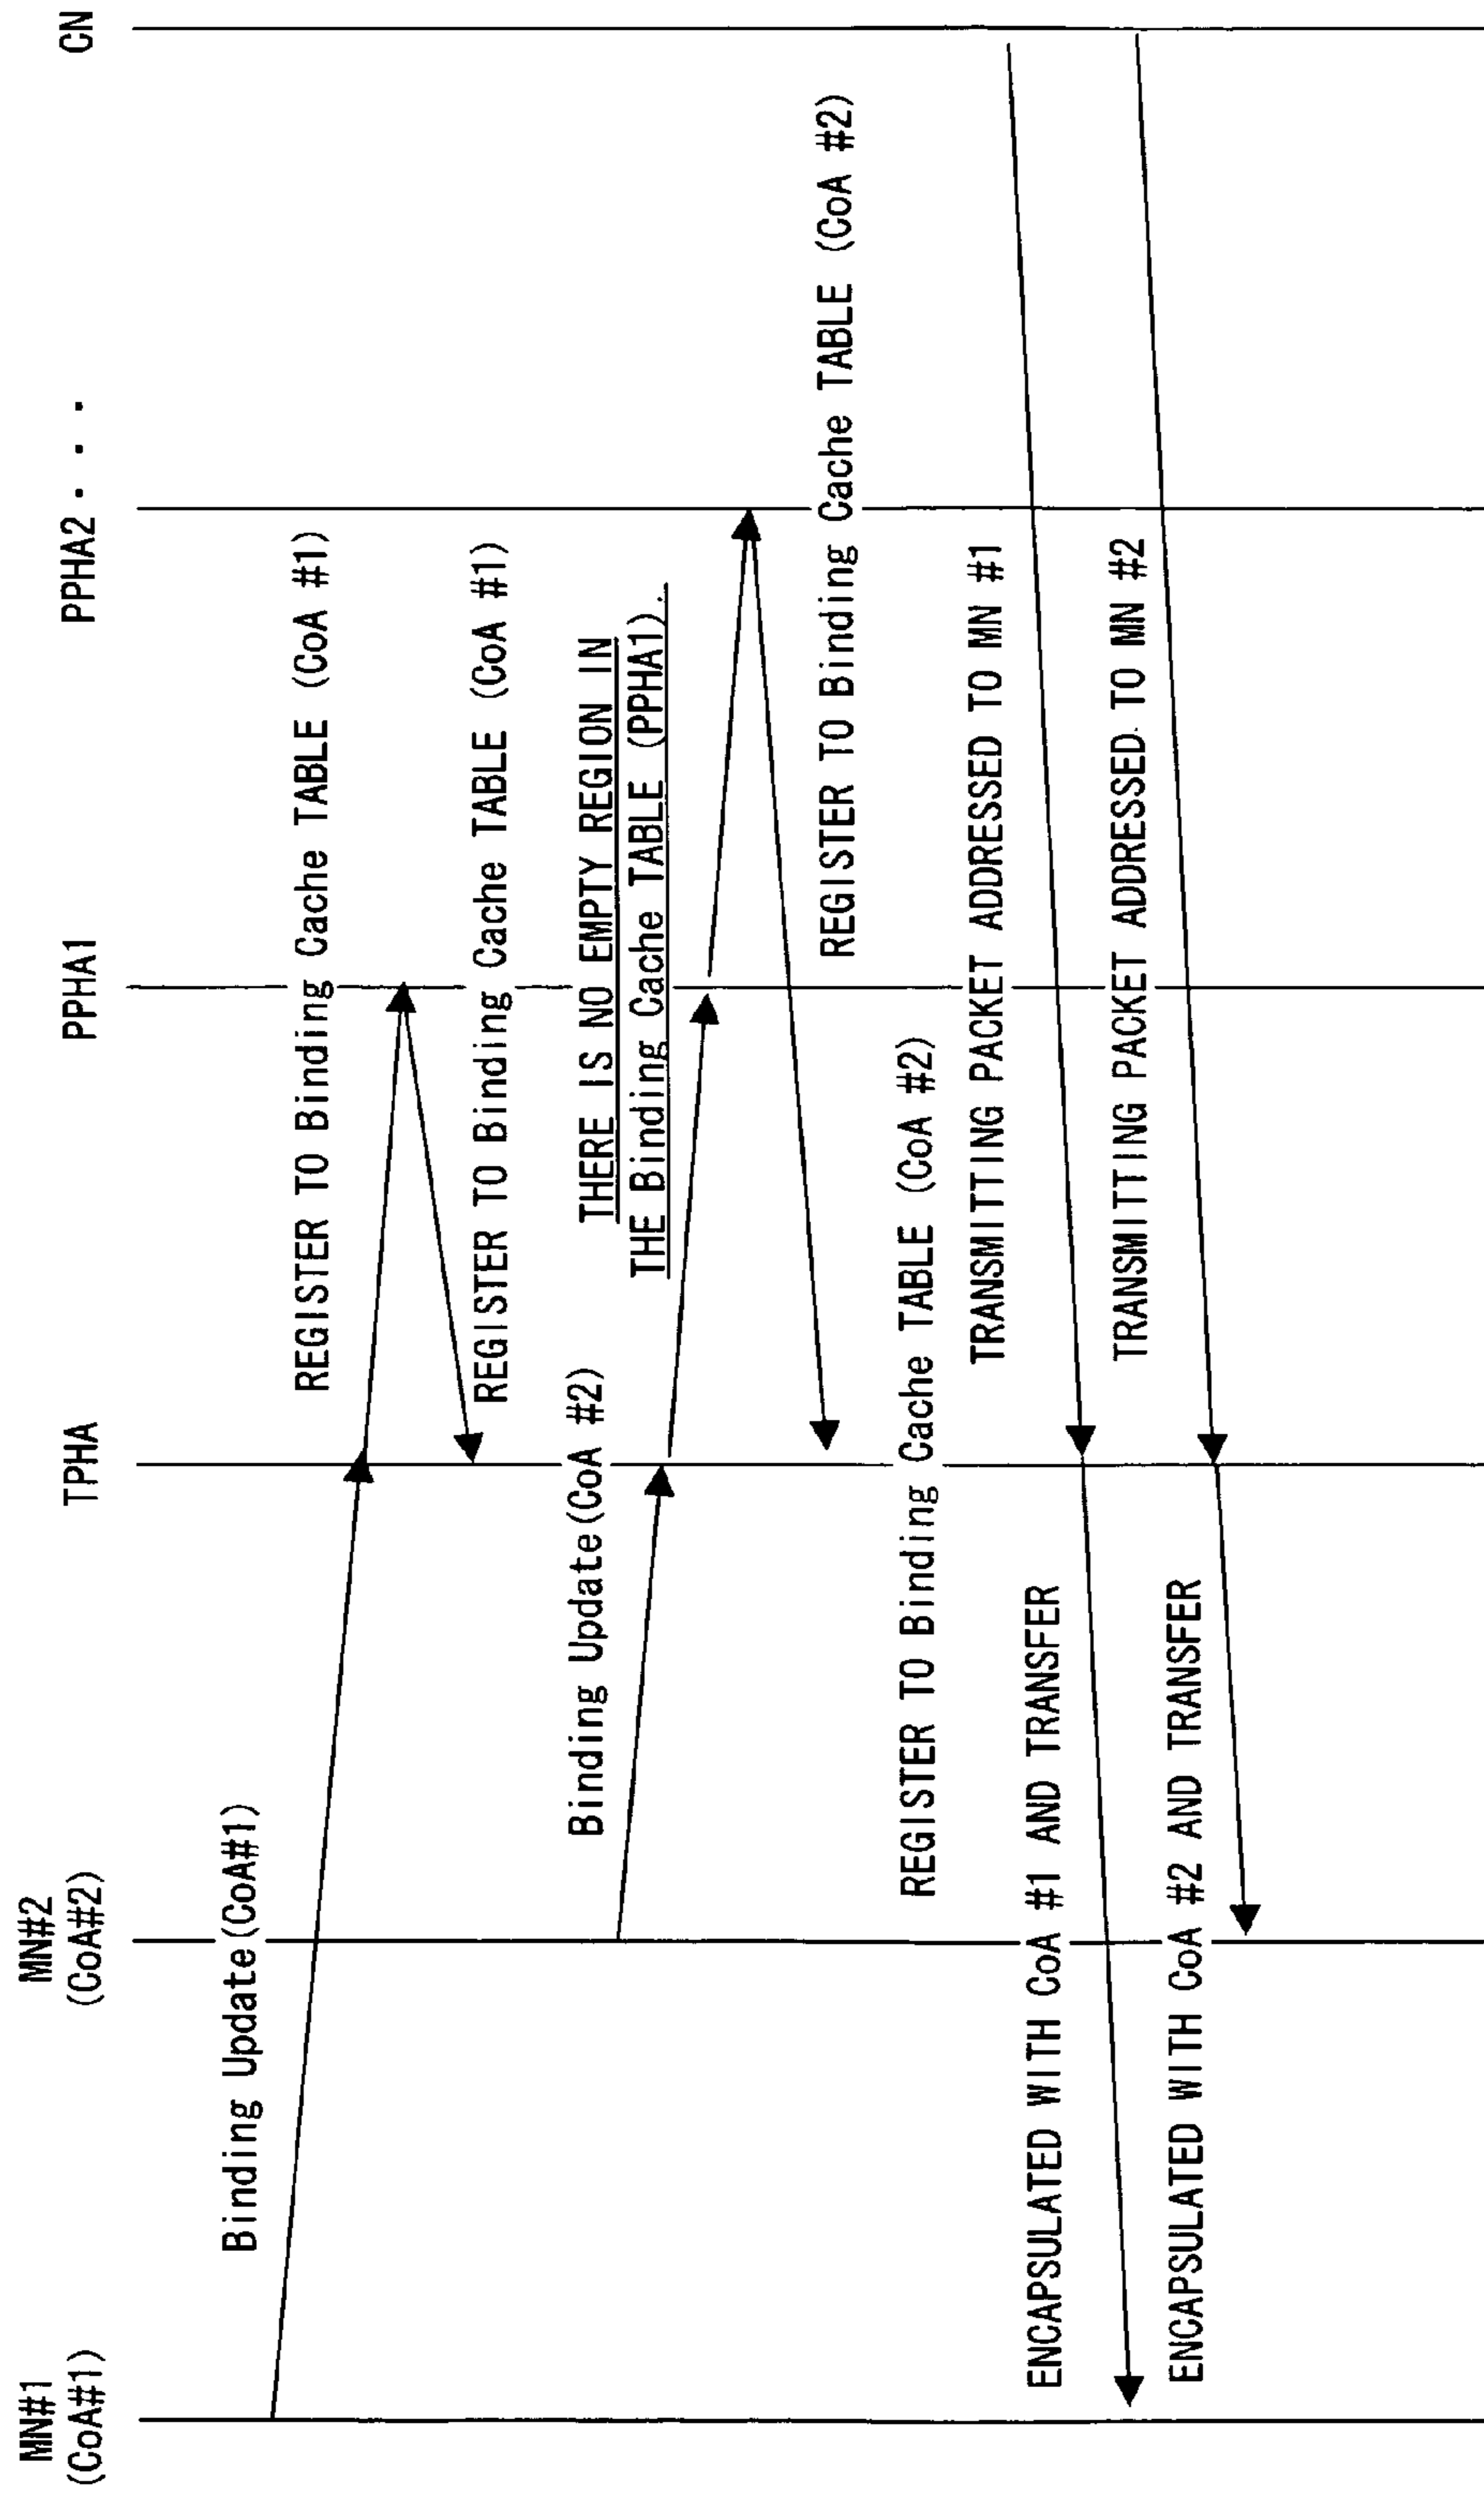 MN#1
(CoA#1)
MN#2
(CoA#2)
TPHA
PPHA1
PPHA2 . . .
CN
Binding Update(CoA#1)
REGISTER TO Binding Cache TABLE (CoA #1)
REGISTER TO Binding Cache TABLE (CoA #1)
Binding Update(CoA #2)
THERE IS NO EMPTY REGION IN
THE Binding Cache TABLE (PPHA1).
REGISTER TO Binding Cache TABLE (CoA #2)
REGISTER TO Binding Cache TABLE (CoA #2)
TRANSMITTING PACKET ADDRESSED TO MN #1
ENCAPSULATED WITH CoA #1 AND TRANSFER
TRANSMITTING PACKET ADDRESSED TO MN #2
ENCAPSULATED WITH CoA #2 AND TRANSFER